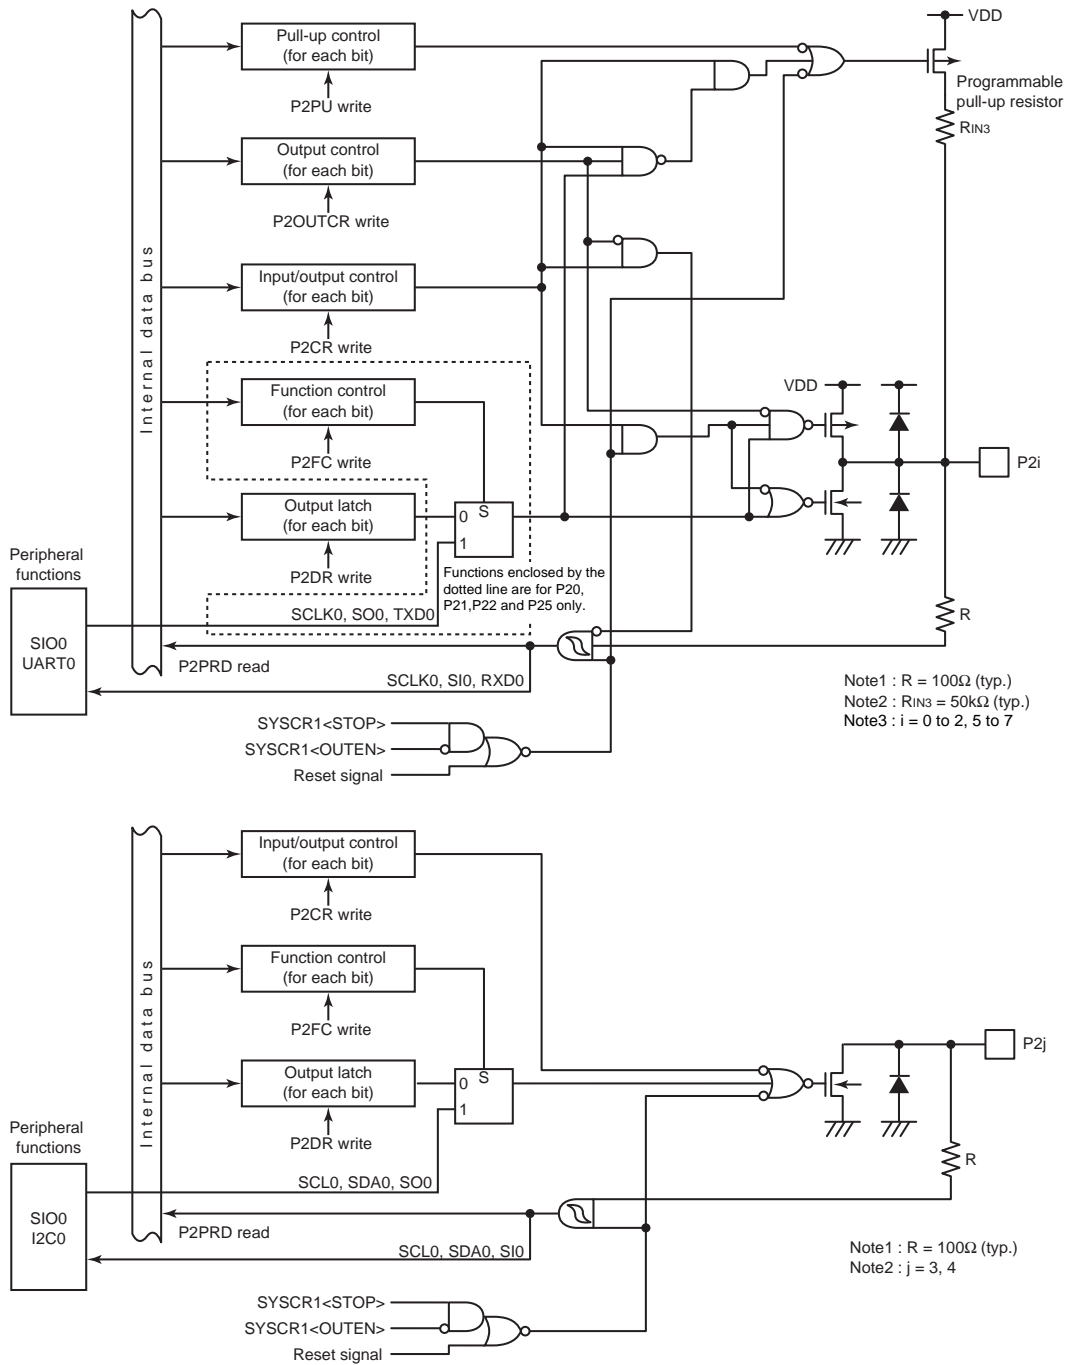 VDD
Pull-up control
(for each bit)
P2PU write
Programmable
pull-up resistor
RIN3
Output control
(for each bit)
P2OUTCR write
Internal data bus
Input/output control
(for each bit)
P2CR write
Function control
(for each bit)
P2FC write
VDD
P2i
Output latch
(for each bit)
P2DR write
0 S
1
Functions enclosed by the
dotted line are for P20,
P21,P22 and P25 only.
Peripheral
functions
SIO0
UART0
SCLK0, SO0, TXD0
R
P2PRD read
SCLK0, SI0, RXD0
Note1 : R = 100Ω (typ.)
Note2 : RIN3 = 50kΩ (typ.)
Note3 : i = 0 to 2, 5 to 7
SYSCR1<STOP>
SYSCR1<OUTEN>
Reset signal
Internal data bus
Input/output control
(for each bit)
P2CR write
Function control
(for each bit)
P2FC write
P2j
Output latch
(for each bit)
P2DR write
0 S
1
Peripheral
functions
SIO0
I2C0
R
SCL0, SDA0, SO0
P2PRD read
SCL0, SDA0, SI0
Note1 : R = 100Ω (typ.)
Note2 : j = 3, 4
SYSCR1<STOP>
SYSCR1<OUTEN>
Reset signal